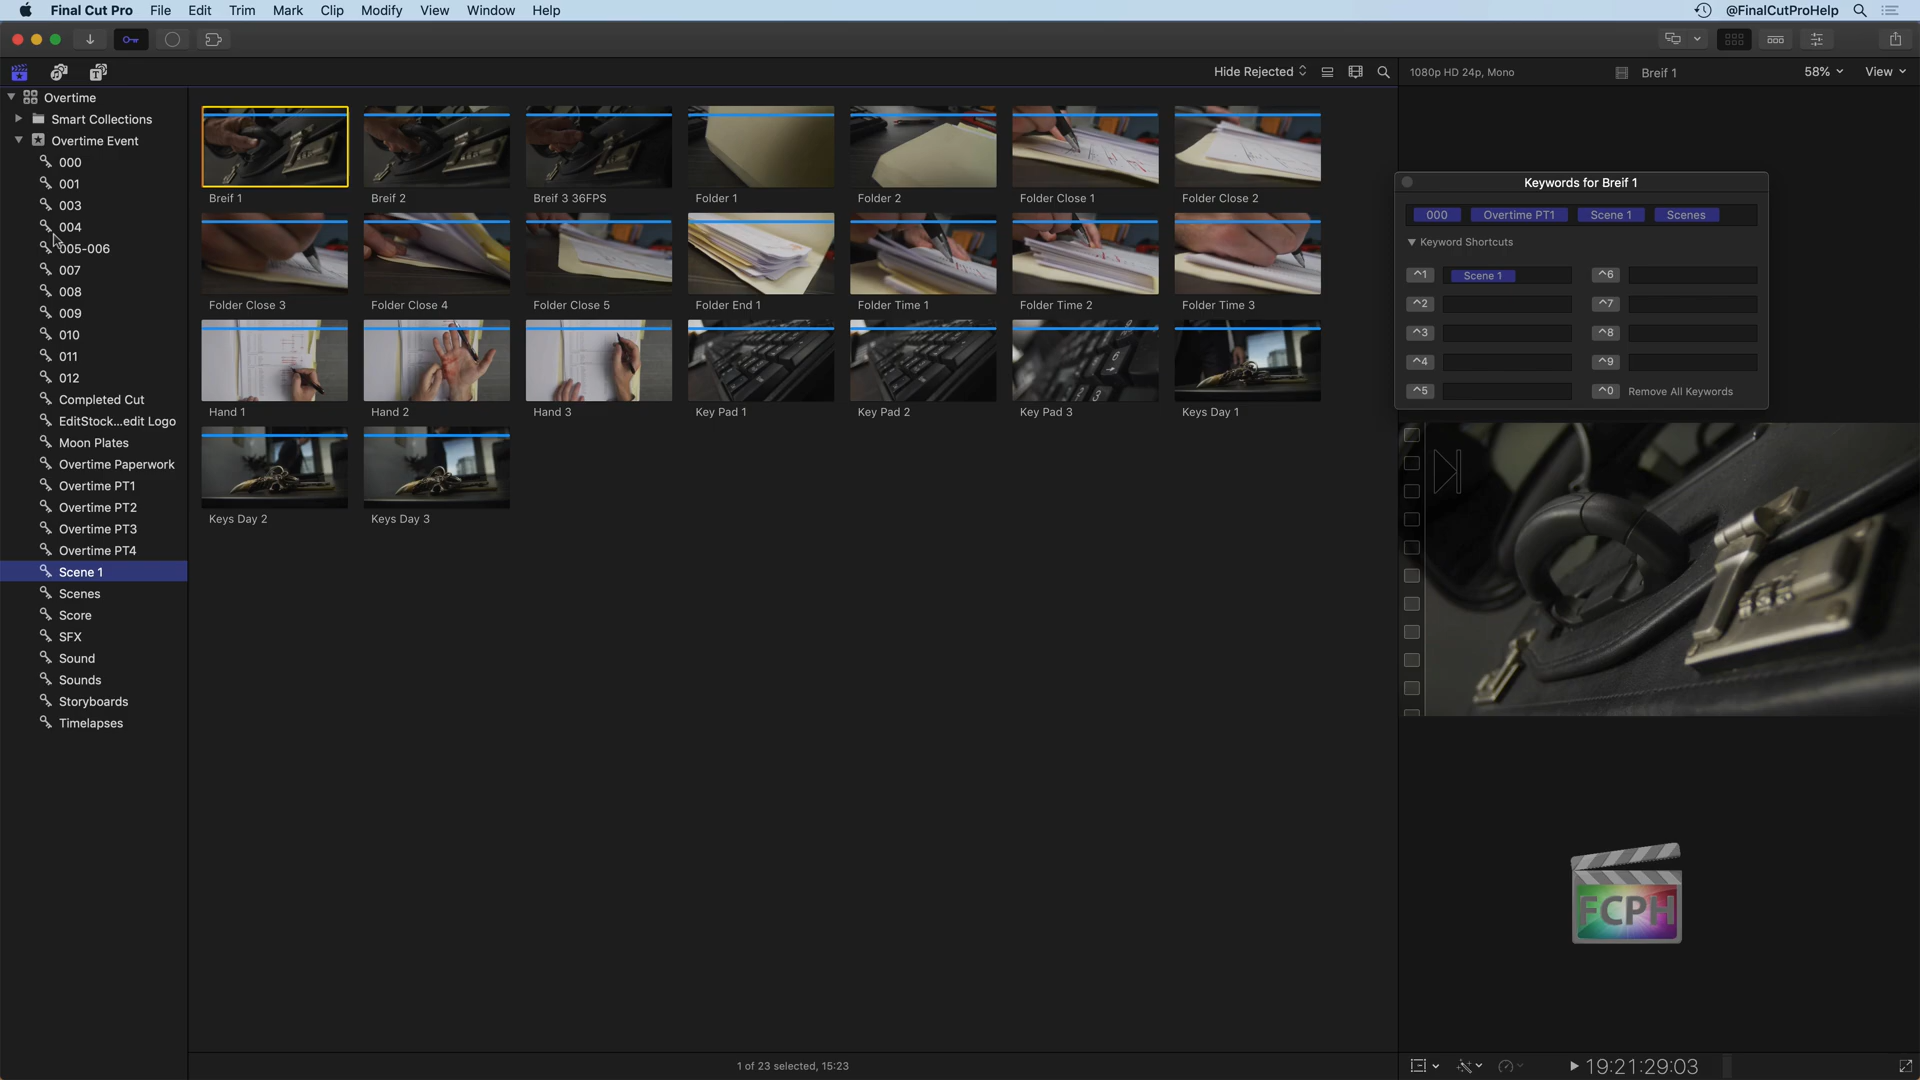 Final Cut Pro File Edit Trim Mark Clip Modify View Window Help @FinalCutProHelp
Hide Rejected 1080p HD 24p, Mono Breif 1 58% View
Overtime
Smart Collections
Overtime Event
000
001
003
004
005-006
007
008
009
010
011
012
Completed Cut
EditStock...edit Logo
Moon Plates
Overtime Paperwork
Overtime PT1
Overtime PT2
Overtime PT3
Overtime PT4
Scene 1
Scenes
Score
SFX
Sound
Sounds
Storyboards
Timelapses
Breif 1 Breif 2 Breif 3 36FPS Folder 1 Folder 2 Folder Close 1 Folder Close 2
Folder Close 3 Folder Close 4 Folder Close 5 Folder End 1 Folder Time 1 Folder Time 2 Folder Time 3
Hand 1 Hand 2 Hand 3 Key Pad 1 Key Pad 2 Key Pad 3 Keys Day 1
Keys Day 2 Keys Day 3
1 of 23 selected, 15:23
Keywords for Breif 1
000 Overtime PT1 Scene 1 Scenes
Keyword Shortcuts
^1 Scene 1 ^6
^2 ^7
^3 ^8
^4 ^9
^5 ^0 Remove All Keywords
FCPH
19:21:29:03